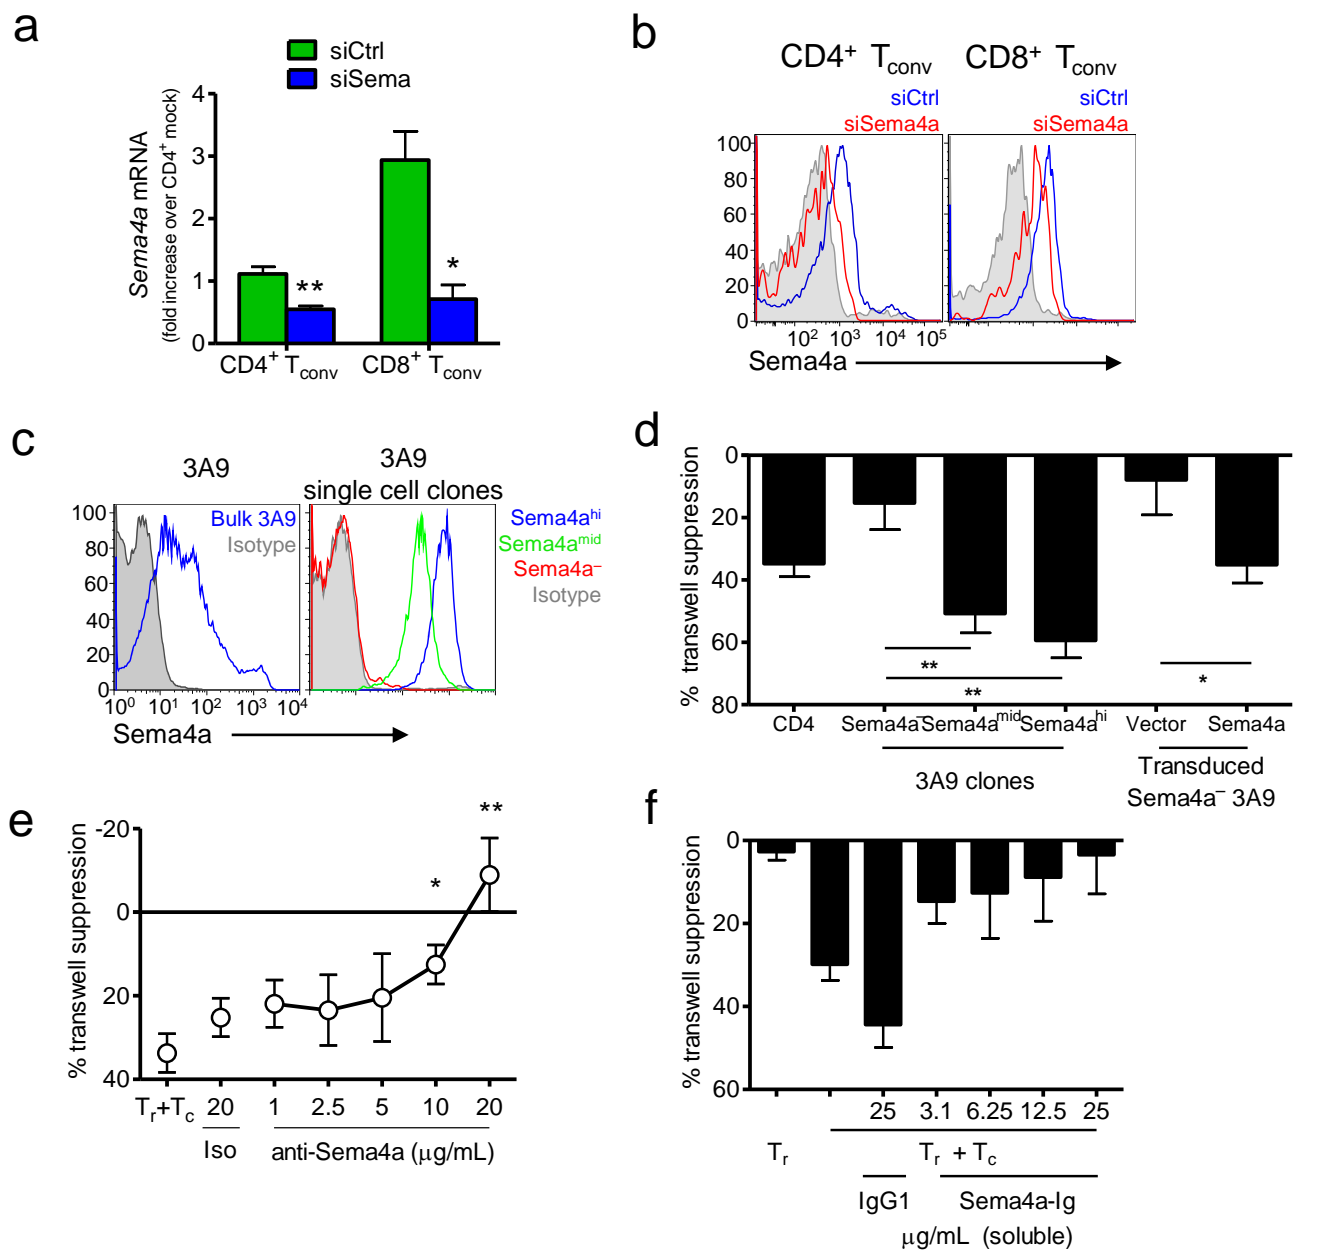 a
siCtrl
siSema
Sema4a mRNA
(fold increase over CD4⁺ mock)
4
3
2
1
0
**
*
CD4⁺ Tconv
CD8⁺ Tconv
b
CD4⁺ Tconv
CD8⁺ Tconv
siCtrl
siSema4a
siCtrl
siSema4a
100
80
60
40
20
0
10² 10³ 10⁴ 10⁵
Sema4a
c
3A9
3A9
single cell clones
Bulk 3A9
Isotype
Sema4aʰⁱ
Sema4aᵐⁱᵈ
Sema4a⁻
Isotype
100
80
60
40
20
0
10⁰ 10¹ 10² 10³ 10⁴
Sema4a
d
% transwell suppression
0
20
40
60
80
**
**
*
CD4 Sema4a⁻ Sema4aᵐⁱᵈ Sema4aʰⁱ Vector Sema4a
3A9 clones
Transduced
Sema4a⁻ 3A9
e
% transwell suppression
-20
0
20
40
*
**
Tr+Tc 20 1 2.5 5 10 20
Iso anti-Sema4a (μg/mL)
f
% transwell suppression
0
20
40
60
25 3.1 6.25 12.5 25
Tr Tr + Tc
IgG1 Sema4a-Ig
μg/mL (soluble)